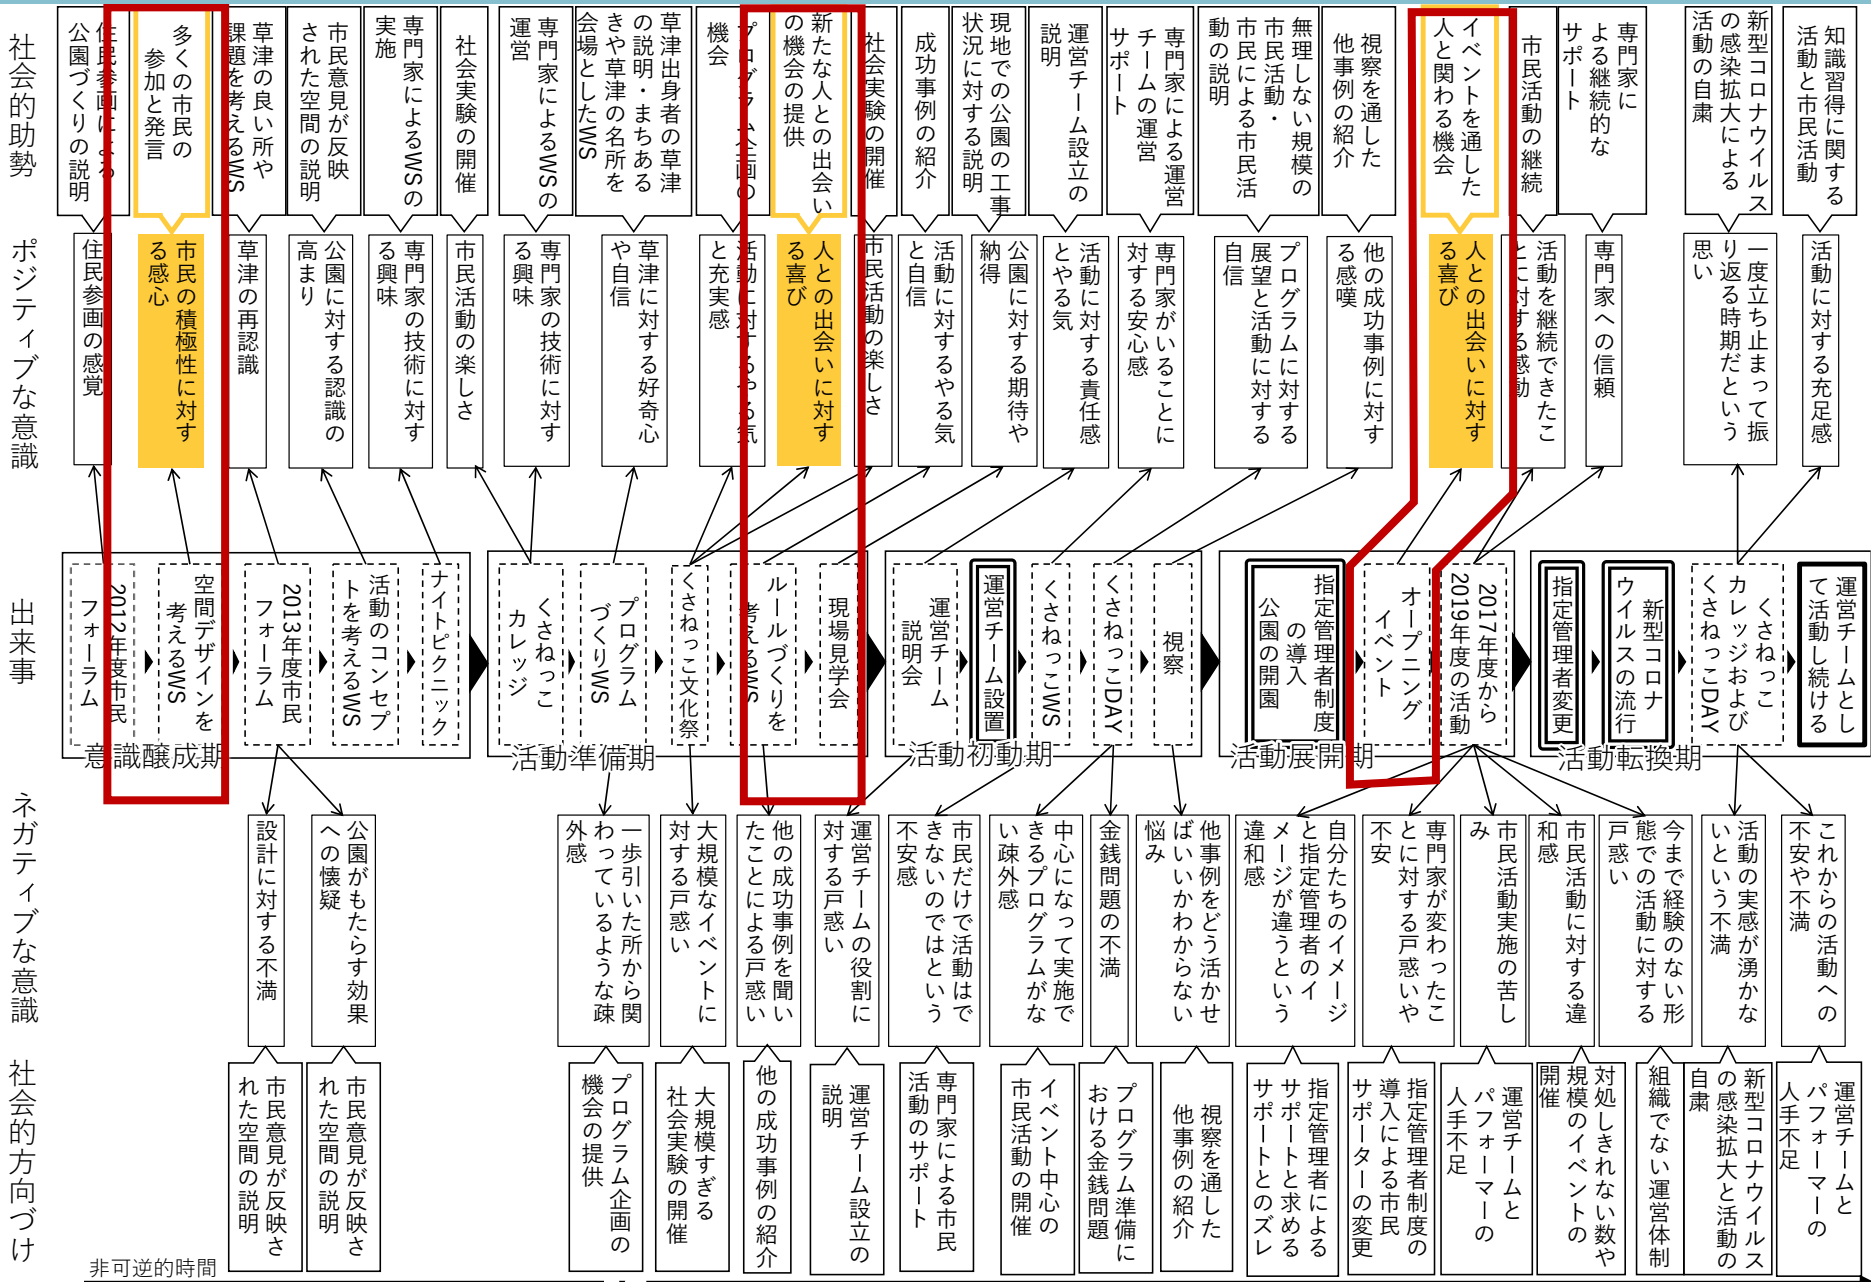 社会的助勢
住民参画による
公園づくりの説明
多くの市民の
参加と発言
草津の良い所や
課題を考えるWS
市民意見が反映
された空間の説明
専門家によるWSの
実施
社会実験の開催
専門家によるWSの
運営
草津出身者の草津
の説明・まちある
きや草津の名所を
会場としたWS
プログラム企画の
機会
新たな人との出会い
の機会の提供
社会実験の開催
成功事例の紹介
現地での公園の工事
状況に対する説明
運営チーム設立の
説明
専門家による運営
チームの運営
サポート
無理しない規模の
市民活動・
市民による市民活
動の説明
視察を通した
他事例の紹介
イベントを通した
人と関わる機会
市民活動の継続
専門家に
よる継続的な
サポート
新型コロナウイルス
の感染拡大による
活動の自粛
知識習得に関する
活動と市民活動
ポジティブな意識
住民参画の感覚
市民の積極性に対す
る感心
草津の再認識
公園に対する認識の
高まり
専門家の技術に対す
る興味
市民活動の楽しさ
専門家の技術に対す
る興味
草津に対する好奇心
や自信
活動に対するやる気
と充実感
人との出会いに対す
る喜び
市民活動の楽しさ
活動に対するやる気
と自信
公園に対する期待や
納得
活動に対する責任感
とやる気
専門家がいることに
対する安心感
プログラムに対する
展望と活動に対する
自信
他の成功事例に対す
る感嘆
人との出会いに対す
る喜び
活動を継続できたこ
とに対する感動
専門家への信頼
一度立ち止まって振
り返る時期だという
思い
活動に対する充足感
出来事
2012年度市民
フォーラム
空間デザインを
考えるWS
2013年度市民
フォーラム
活動のコンセプ
トを考えるWS
ナイトピクニック
意識醸成期
くさねっこ
カレッジ
プログラム
づくりWS
くさねっこ文化祭
ルールづくりを
考えるWS
現場見学会
活動準備期
運営チーム
説明会
運営チーム設置
くさねっこWS
くさねっこDAY
視察
活動初動期
指定管理者制度
の導入
公園の開園
オープニング
イベント
2017年度から
2019年度の活動
活動展開期
指定管理者変更
新型コロナ
ウイルスの流行
くさねっこ
カレッジおよび
くさねっこDAY
運営チームとし
て活動し続ける
活動転換期
ネガティブな意識
設計に対する不満
公園がもたらす効果
への懐疑
一歩引いた所から関
わっているような疎
外感
大規模なイベントに
対する戸惑い
他の成功事例を聞い
たことによる戸惑い
運営チームの役割に
対する戸惑い
市民だけで活動はで
きないのではという
不安感
中心になって実施で
きるプログラムがな
い疎外感
金銭問題の不満
他事例をどう活かせ
ばいいかわからない
悩み
自分たちのイメージ
と指定管理者のイ
メージが違うという
違和感
専門家が変わったこ
とに対する戸惑いや
不安
市民活動実施の苦し
み
市民活動に対する違
和感
今まで経験のない形
態での活動に対する
戸惑い
活動の実感が湧かな
いという不満
これからの活動への
不安や不満
社会的方向づけ
市民意見が反映さ
れた空間の説明
市民意見が反映さ
れた空間の説明
プログラム企画の
機会の提供
大規模すぎる
社会実験の開催
他の成功事例の紹介
運営チーム設立の
説明
専門家による市民
活動のサポート
イベント中心の
市民活動の開催
プログラム準備に
おける金銭問題
視察を通した
他事例の紹介
指定管理者による
サポートと求める
サポートとのズレ
指定管理者制度の
導入による市民
サポーターの変更
運営チームと
パフォーマーの
人手不足
対処しきれない数や
規模のイベントの
開催
組織でない運営体制
新型コロナウイルス
の感染拡大と活動の
自粛
運営チームと
パフォーマーの
人手不足
非可逆的時間